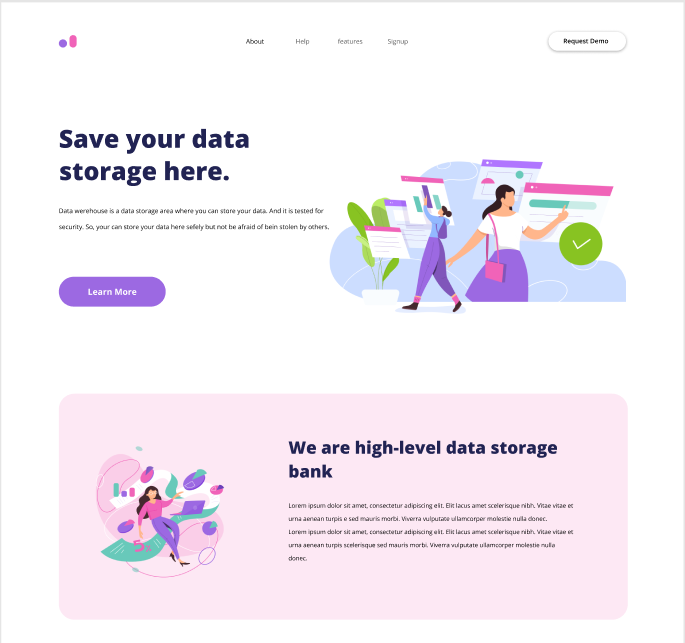 About Help features Signup Request Demo
Save your data
storage here.
Data werehouse is a data storage area where you can store your data. And it is tested for
security. So, your can store your data here sefely but not be afraid of bein stolen by others.
Learn More
5%
We are high-level data storage
bank
Lorem ipsum dolor sit amet, consectetur adipiscing elit. Elit lacus amet scelerisque nibh. Vitae vitae et
urna aenean turpis e sed mauris morbi. Viverra vulputate ullamcorper molestie nulla donec.
Lorem ipsum dolor sit amet, consectetur adipiscing elit. Elit lacus amet scelerisque nibh. Vitae vitae et
urna aenean turpis scelerisque sed mauris morbi. Viverra vulputate ullamcorper molestie nulla
donec.